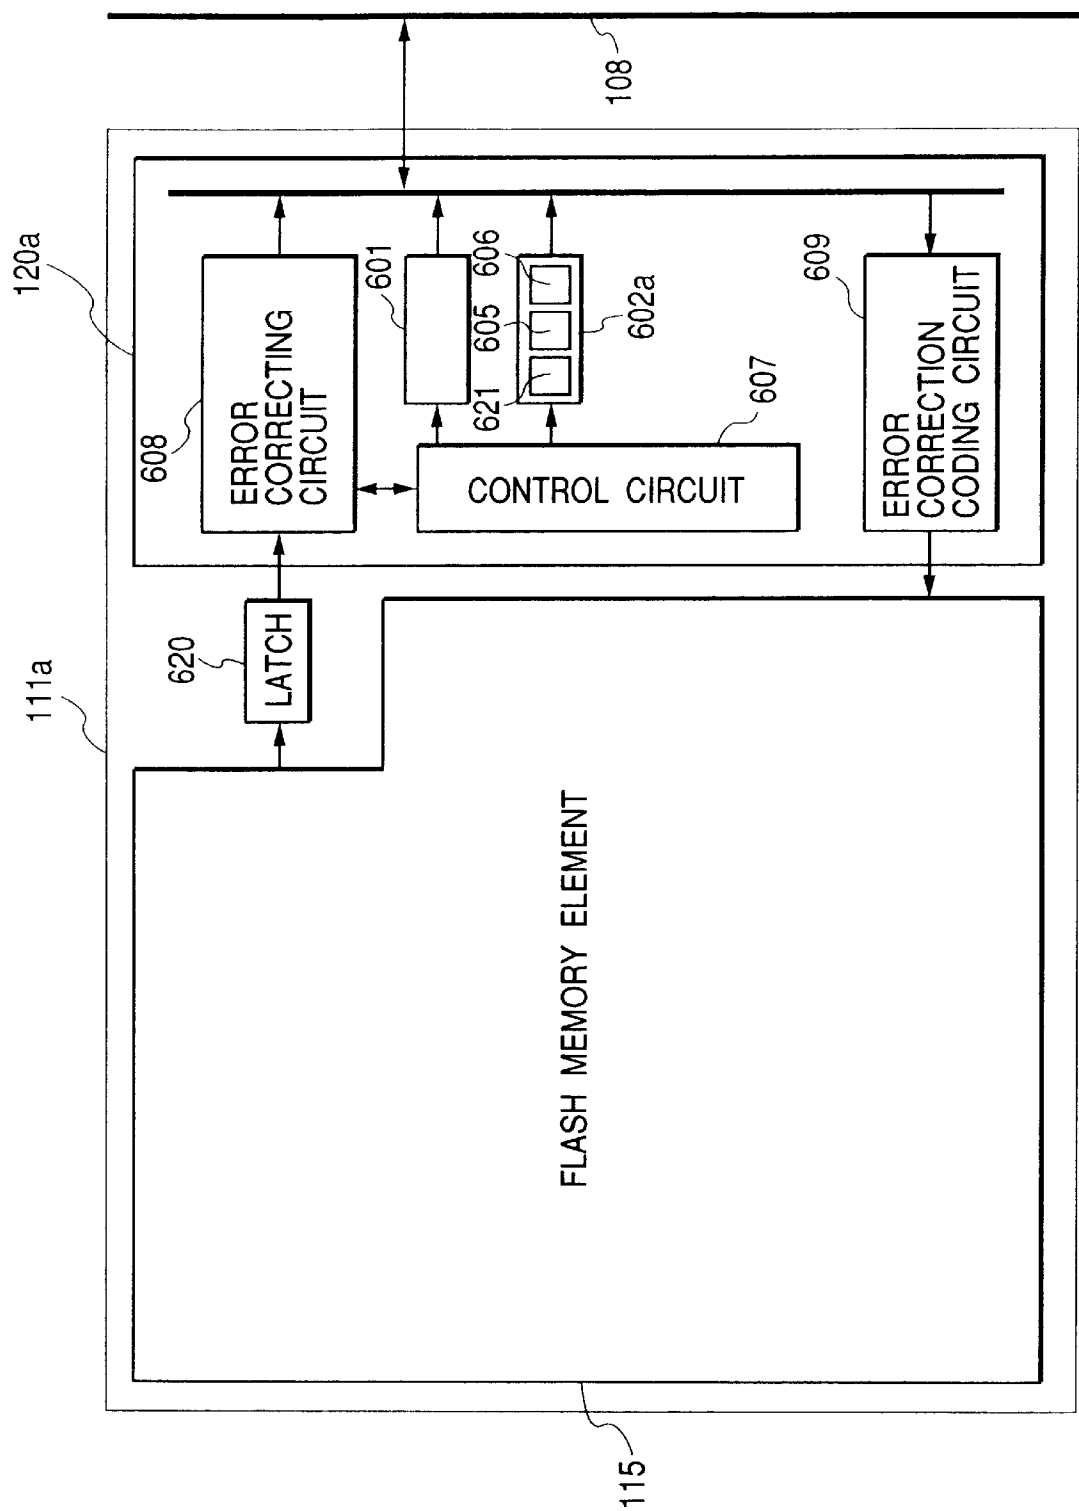 111a
120a
620
608
LATCH
ERROR
CORRECTING
CIRCUIT
601
621
605
606
602a
CONTROL CIRCUIT
607
FLASH MEMORY ELEMENT
115
108
609
ERROR
CORRECTION
CODING CIRCUIT